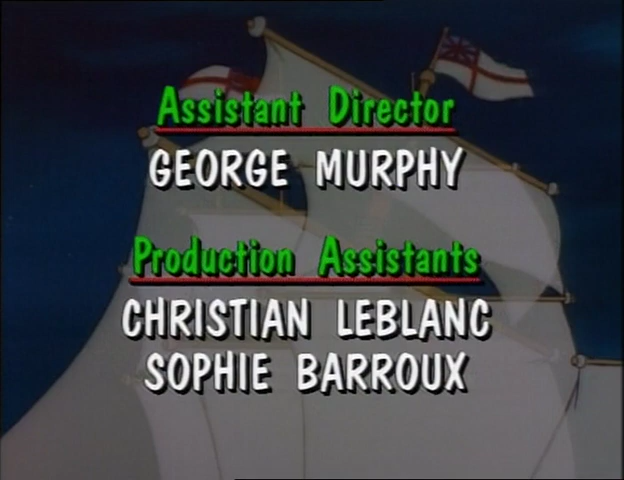 Assistant Director
GEORGE MURPHY
Production Assistants
CHRISTIAN LEBLANC
SOPHIE BARROUX